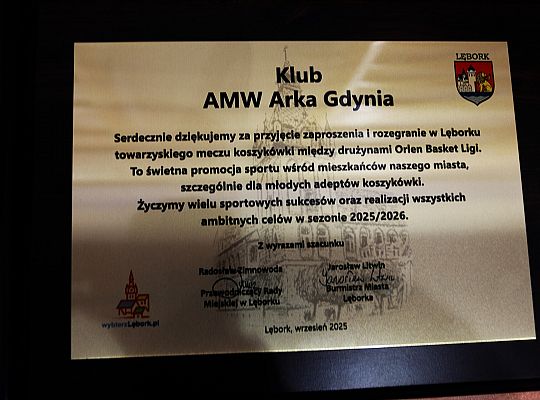 LĘBORK
Klub
AMW Arka Gdynia
Serdecznie dziękujemy za przyjęcie zaproszenia i rozegranie w Lęborku
towarzyskiego meczu koszykówki między drużynami Orlen Basket Ligi.
To świetna promocja sportu wśród mieszkańców naszego miasta,
szczególnie dla młodych adeptów koszykówki.
Życzymy wielu sportowych sukcesów oraz realizacji wszystkich
ambitnych celów w sezonie 2025/2026.
Z wyrazami szacunku
Radosław Zimnowoda
Przewodniczący Rady
Miejskiej w Lęborku
Jarosław Litwin
Burmistrz Miasta
Lęborka
wybierzLębork.pl
Lębork, wrzesień 2025